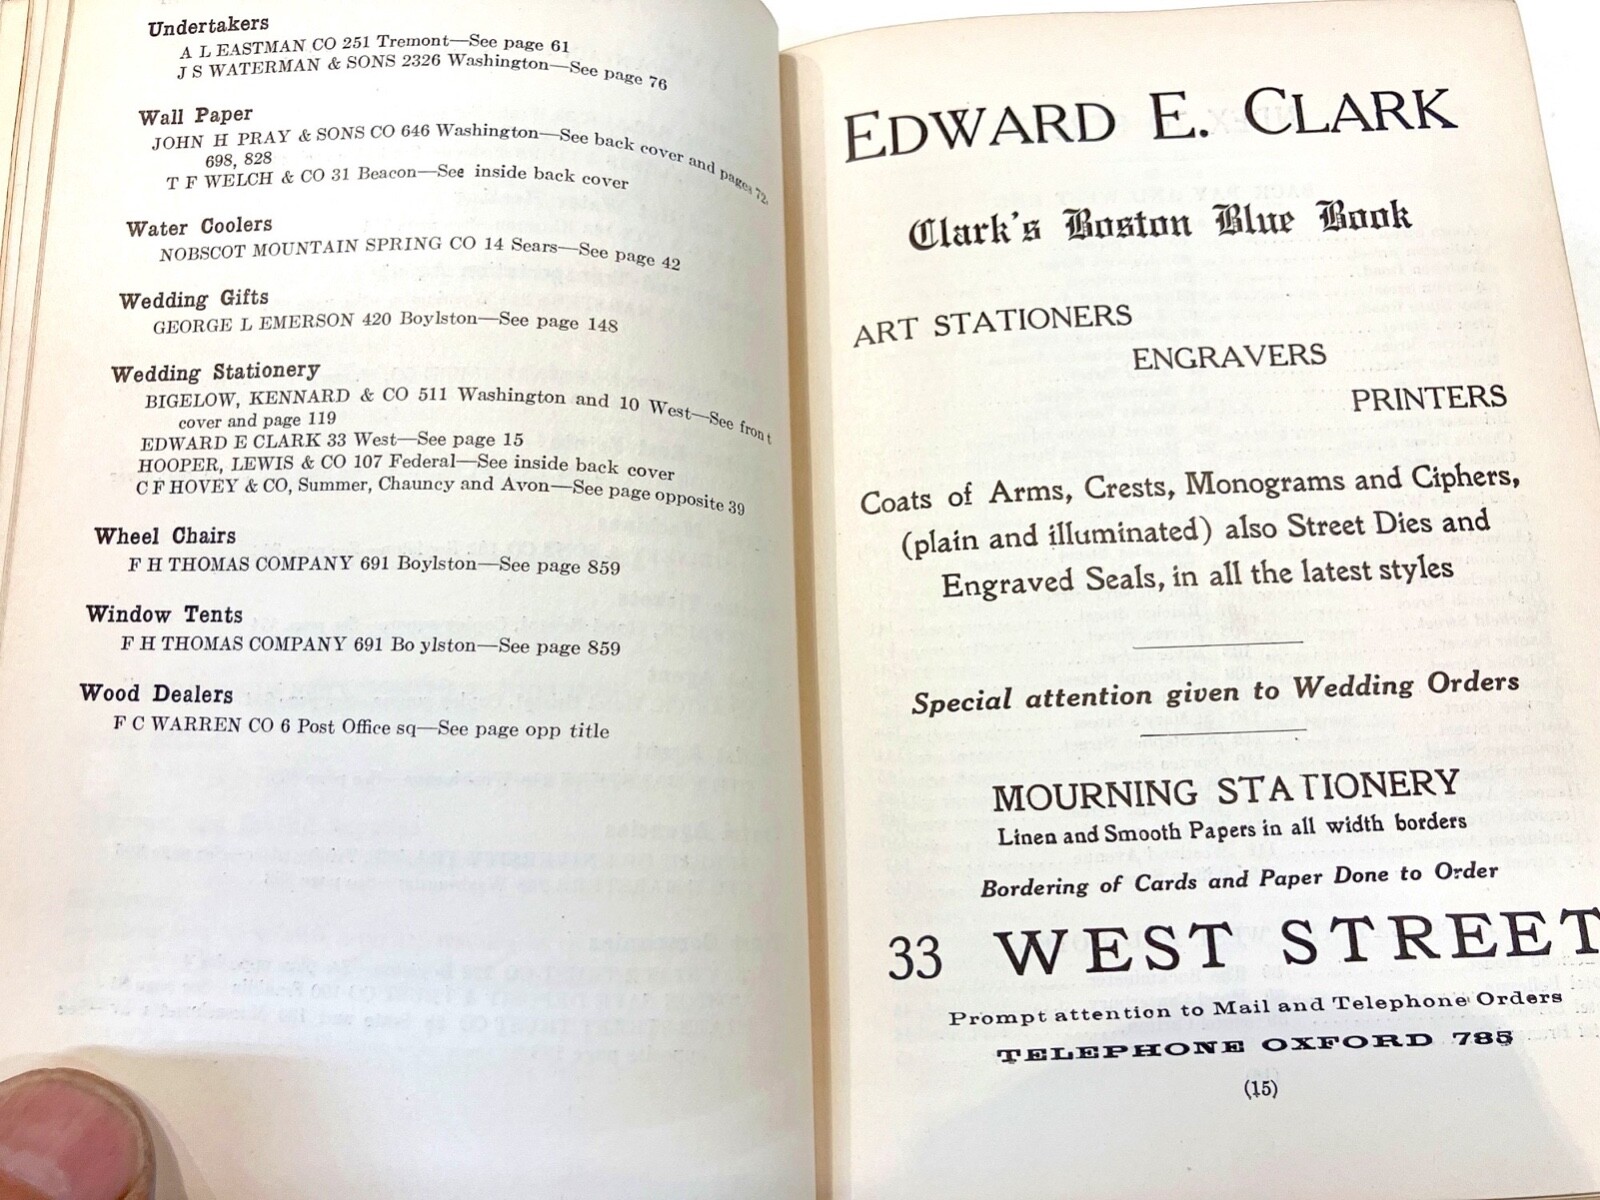 Undertakers
A L EASTMAN CO 251 Tremont—See page 61
J S WATERMAN & SONS 2326 Washington—See page 76
Wall Paper
JOHN H PRAY & SONS CO 646 Washington—See back cover and pages 72,
698, 828
T F WELCH & CO 31 Beacon—See inside back cover
Water Coolers
NOBSCOT MOUNTAIN SPRING CO 14 Sears—See page 42
Wedding Gifts
GEORGE L EMERSON 420 Boylston—See page 148
Wedding Stationery
BIGELOW, KENNARD & CO 511 Washington and 10 West—See front
cover and page 119
EDWARD E CLARK 33 West—See page 15
HOOPER, LEWIS & CO 107 Federal—See inside back cover
C F HOVEY & CO, Summer, Chauncy and Avon—See page opposite 39
Wheel Chairs
F H THOMAS COMPANY 691 Boylston—See page 859
Window Tents
F H THOMAS COMPANY 691 Bo ylston—See page 859
Wood Dealers
F C WARREN CO 6 Post Office sq—See page opp title
EDWARD E. CLARK
Clark's Boston Blue Book
ART STATIONERS
ENGRAVERS
PRINTERS
Coats of Arms, Crests, Monograms and Ciphers,
(plain and illuminated) also Street Dies and
Engraved Seals, in all the latest styles
Special attention given to Wedding Orders
MOURNING STATIONERY
Linen and Smooth Papers in all width borders
Bordering of Cards and Paper Done to Order
33 WEST STREET
Prompt attention to Mail and Telephone Orders
TELEPHONE OXFORD 785
(15)